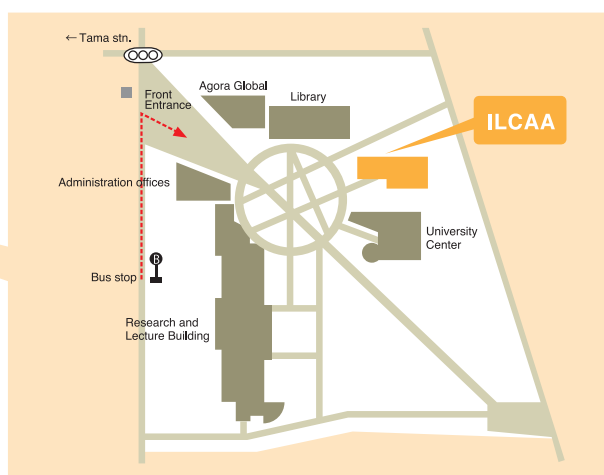 ← Tama stn.
Front
Entrance
Agora Global
Library
ILCAA
Administration offices
University
Center
B
Bus stop
Research and
Lecture Building